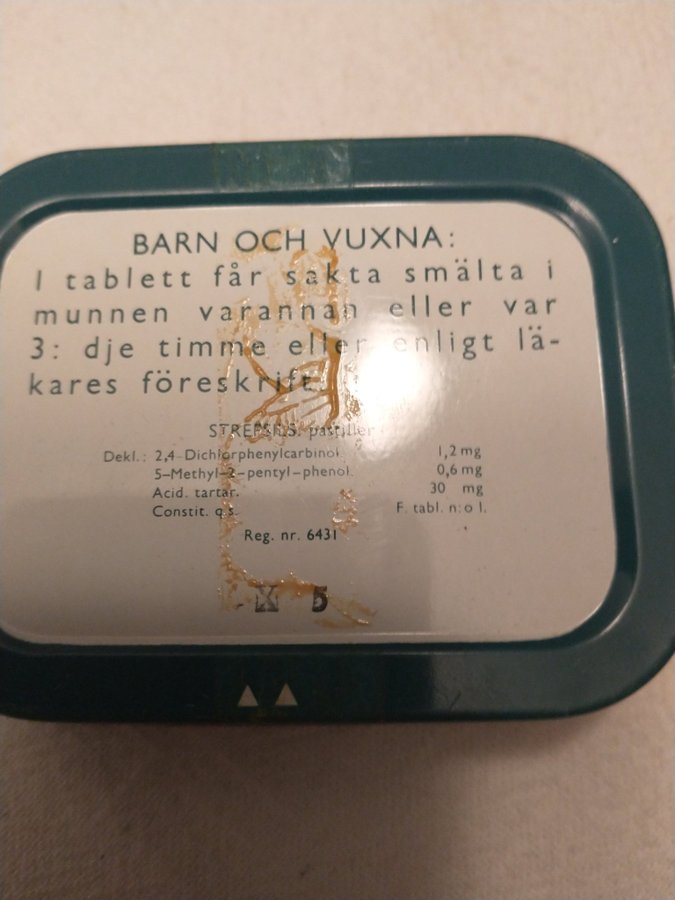 BARN OCH VUXNA:
1 tablett får sakta smälta i
munnen varannan eller var
3: dje timme eller enligt lä-
kares föreskrift.
STREPSILS pastiller
Dekl.: 2,4-Dichlorphenylcarbinol 1,2 mg
5-Methyl-2-pentyl-phenol. 0,6 mg
Acid. tartar. 30 mg
Constit. q.s. F. tabl. n:o I.
Reg. nr. 6431
X 5